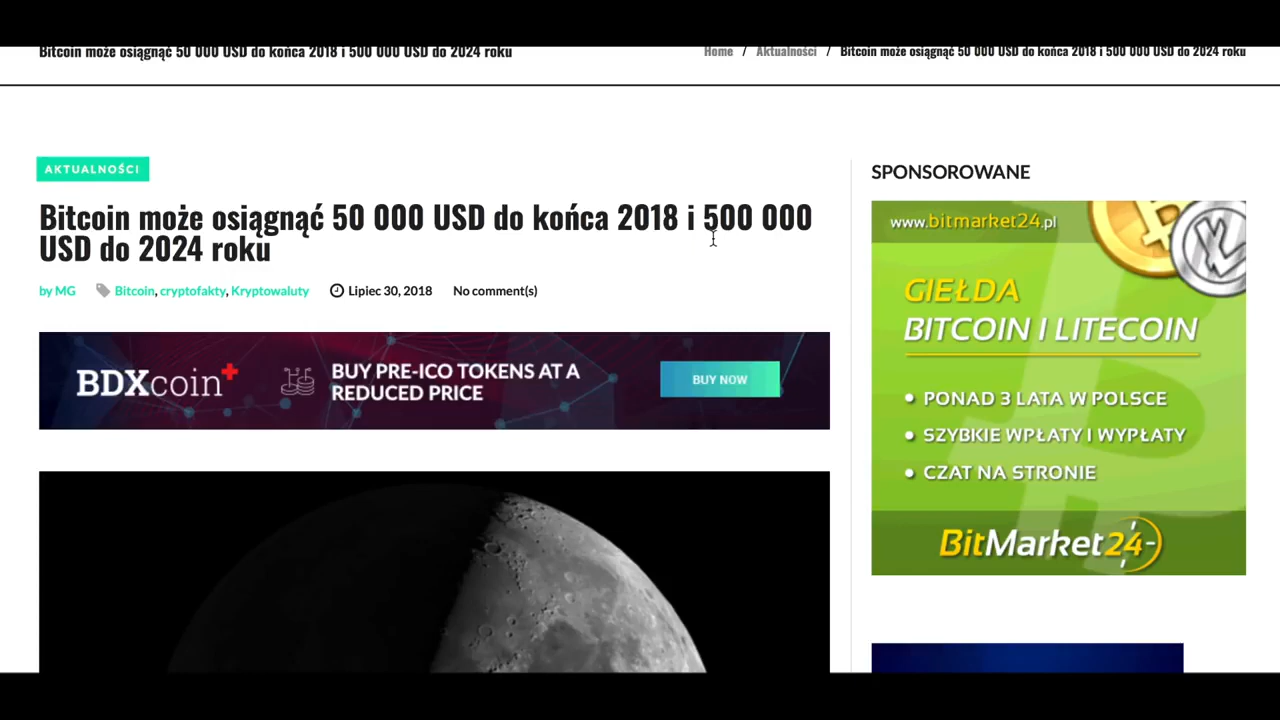 Bitcoin może osiągnąć 50 000 USD do końca 2018 i 500 000 USD do 2024 roku
Home / Aktualności / Bitcoin może osiągnąć 50 000 USD do końca 2018 i 500 000 USD do 2024 roku
AKTUALNOŚCI
Bitcoin może osiągnąć 50 000 USD do końca 2018 i 500 000
USD do 2024 roku
by MG Bitcoin, cryptofakty, Kryptowaluty Lipiec 30, 2018 No comment(s)
BDXcoin
BUY PRE-ICO TOKENS AT A
REDUCED PRICE
BUY NOW
SPONSOROWANE
www.bitmarket24.pl
GIEŁDA
BITCOIN I LITECOIN
• PONAD 3 LATA W POLSCE
• SZYBKIE WPŁATY I WYPŁATY
• CZAT NA STRONIE
BitMarket24